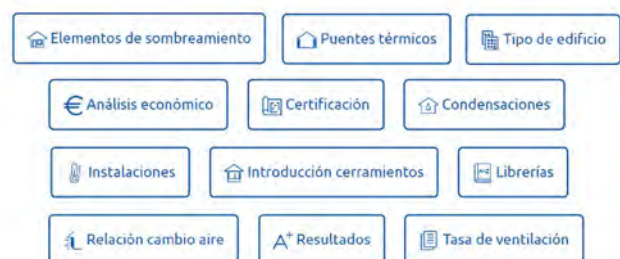 Elementos de sombreamiento
Puentes térmicos
Tipo de edificio
€ Análisis económico
Certificación
Condensaciones
Instalaciones
Introducción cerramientos
Librerías
Relación cambio aire
A+ Resultados
Tasa de ventilación